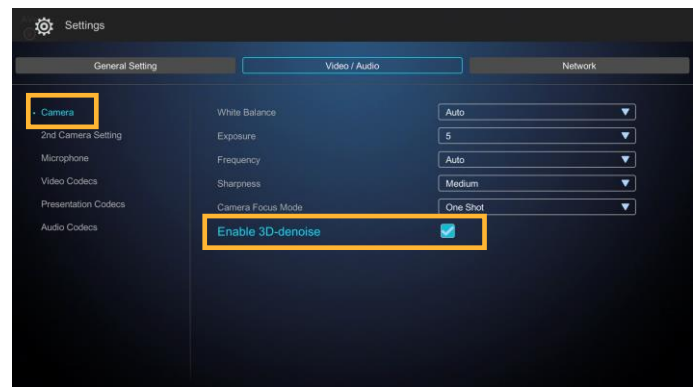 Settings
General Setting
Video / Audio
Network
Camera
2nd Camera Setting
Microphone
Video Codecs
Presentation Codecs
Audio Codecs
White Balance Auto
Exposure 5
Frequency Auto
Sharpness Medium
Camera Focus Mode One Shot
Enable 3D-denoise